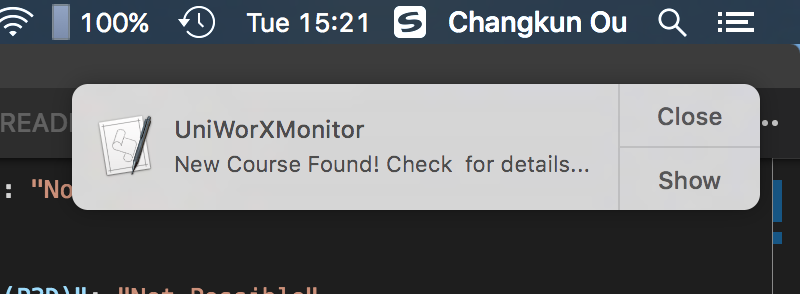 100% Tue 15:21 S Changkun Ou
READ
UniWorXMonitor
New Course Found! Check  for details...
Close
Show
: "No
(P2P)": "Not Possible"